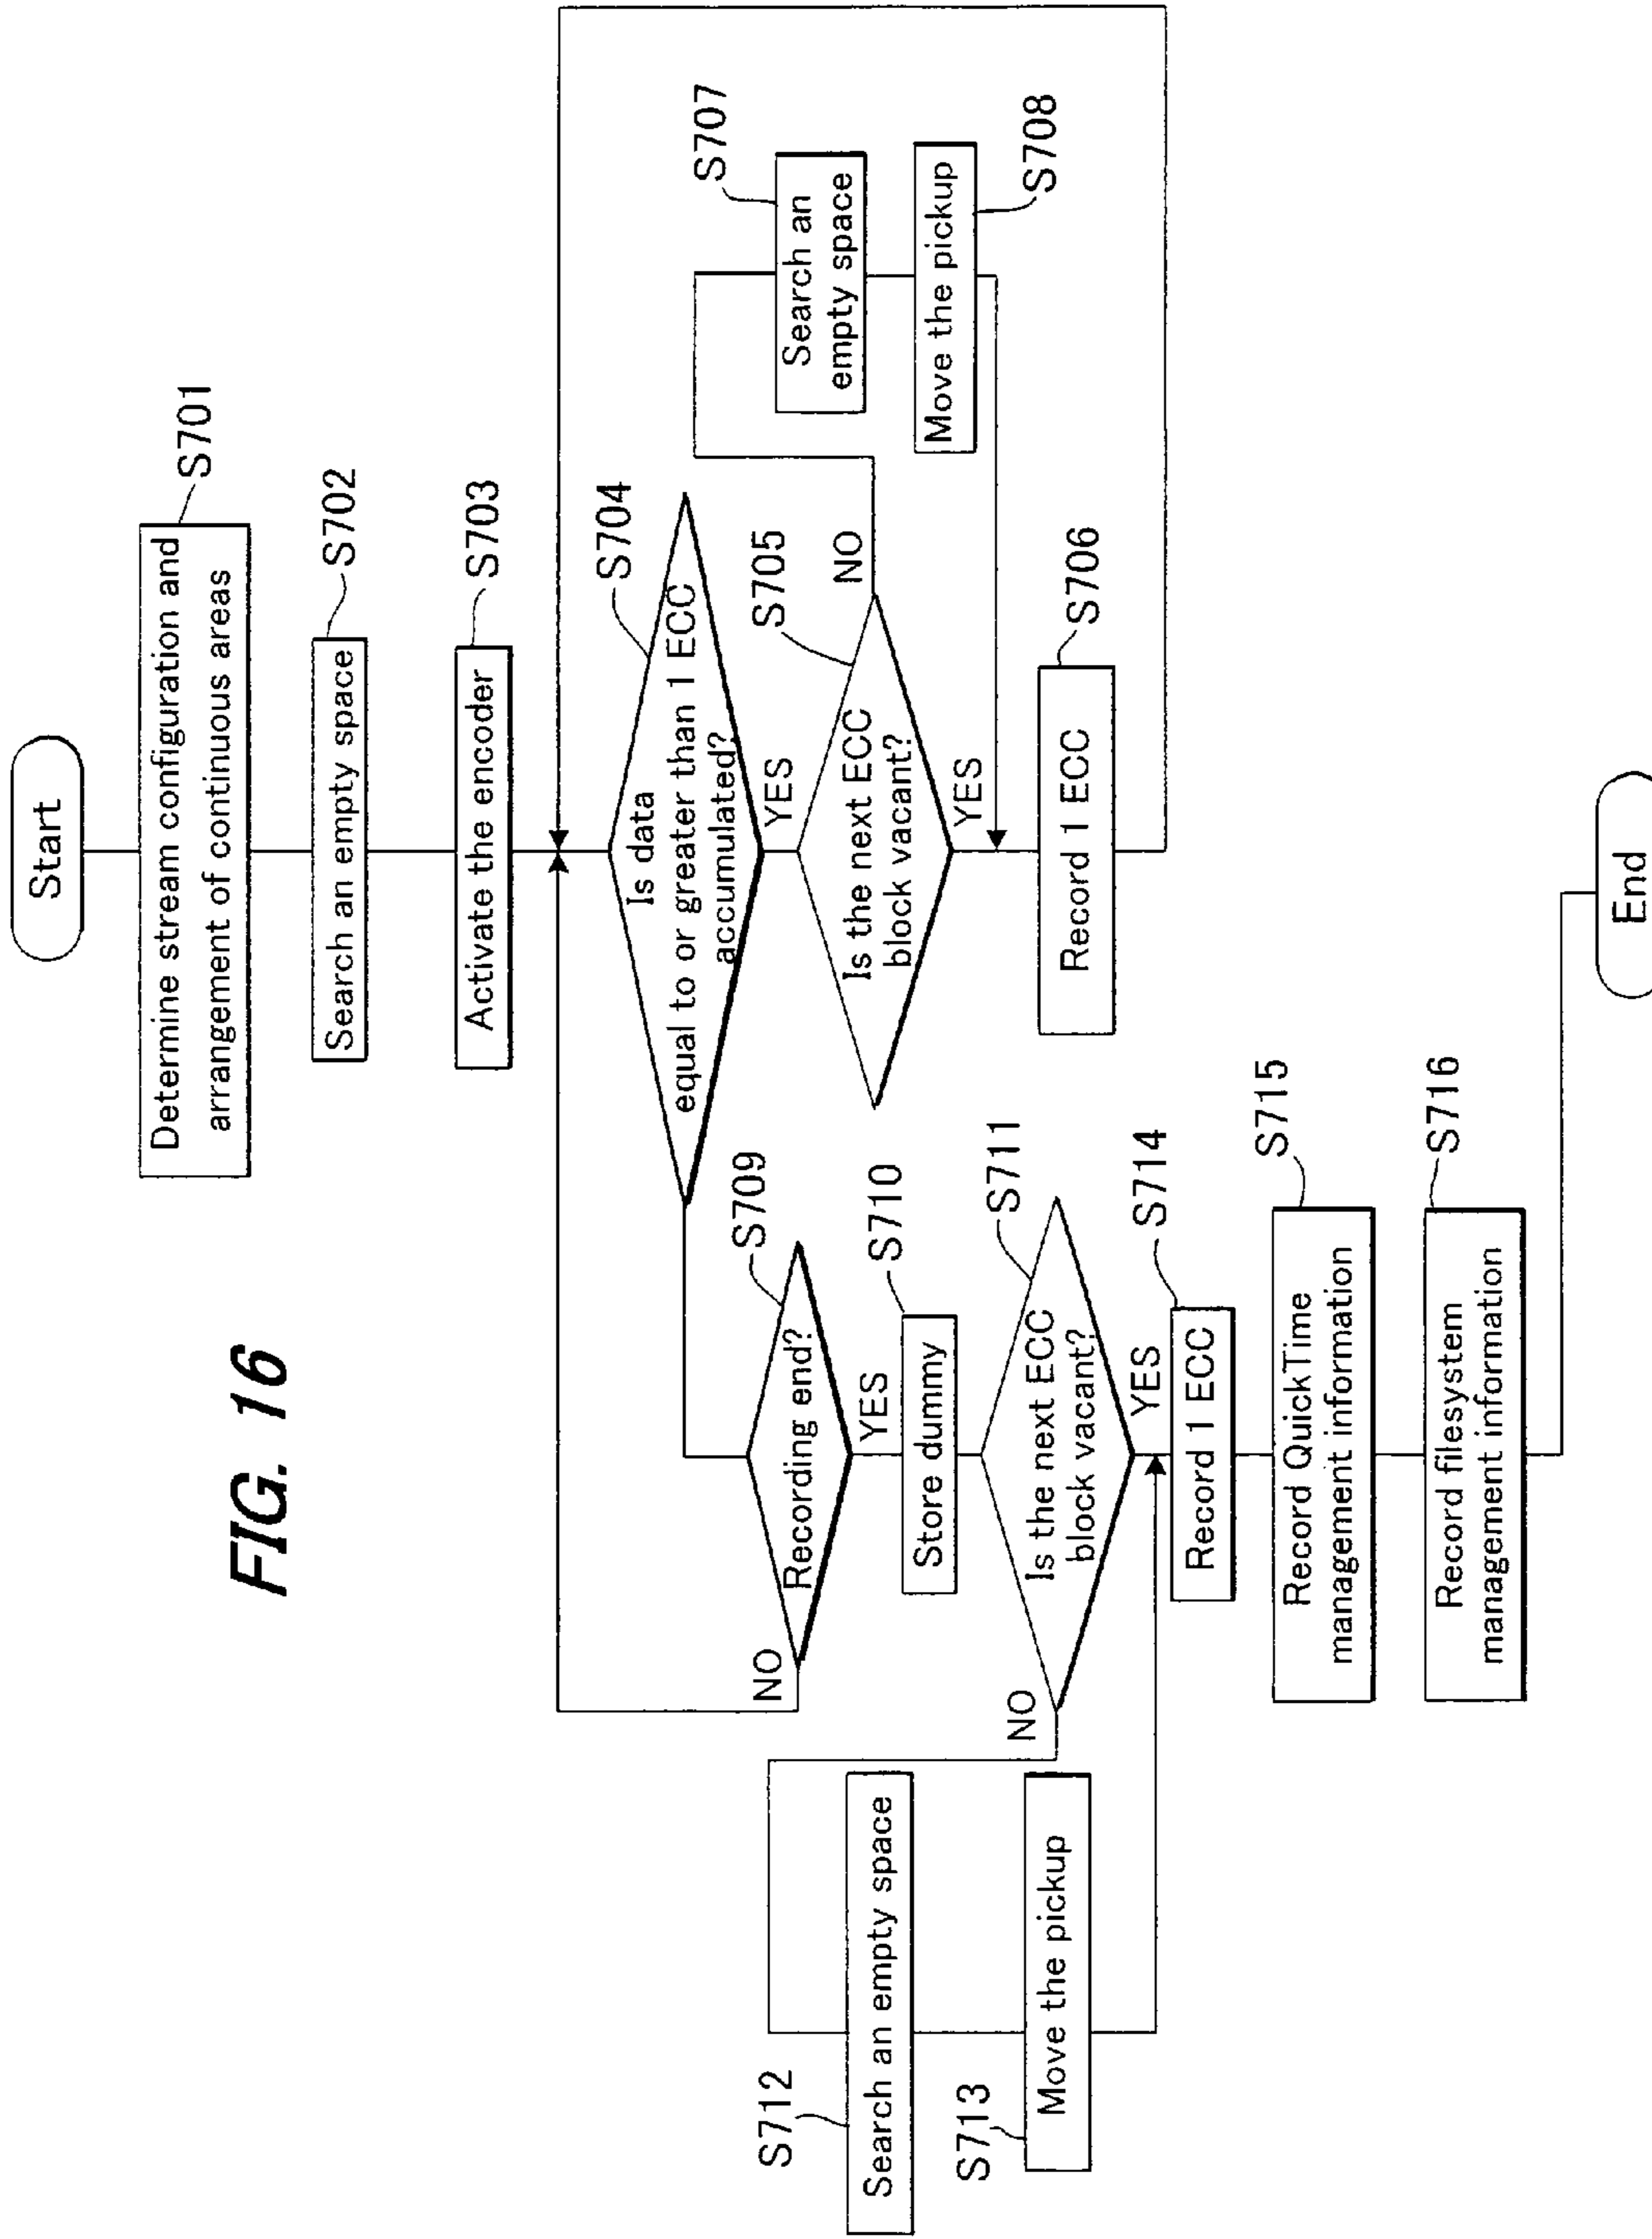 FIG. 16
Start
Determine stream configuration and
arrangement of continuous areas
S701
Search an empty space
S702
Activate the encoder
S703
Is data
equal to or greater than 1 ECC
accumulated?
S704
YES
Is the next ECC
block vacant?
S705
NO
YES
Search an
empty space
S707
Move the pickup
S708
Record 1 ECC
S706
Recording end?
S709
NO
YES
Store dummy
S710
Is the next ECC
block vacant?
S711
NO
YES
Search an empty space
S712
Move the pickup
S713
Record 1 ECC
S714
Record QuickTime
management information
S715
Record filesystem
management information
S716
End